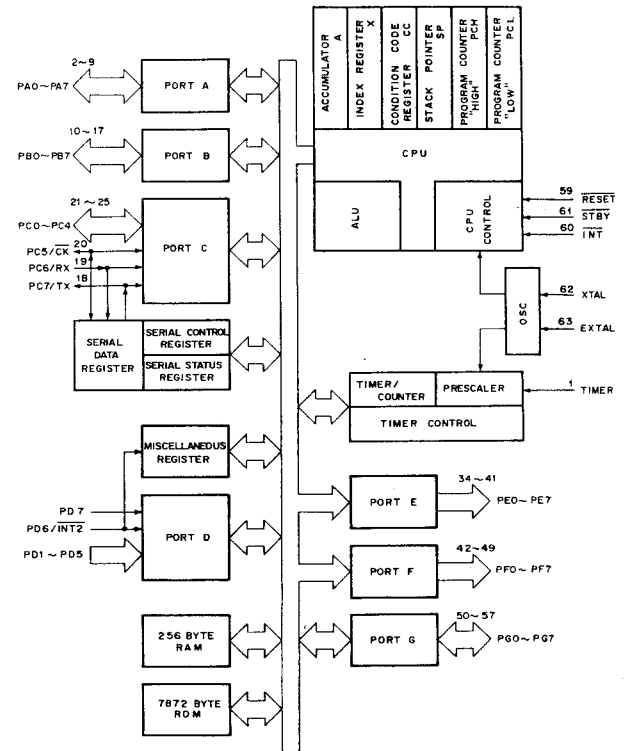 2~9
PA0~PA7
PORT A
10~17
PB0~PB7
PORT B
21~25
PC0~PC4
PORT C
20
PC5/CK
19
PC6/RX
18
PC7/TX
SERIAL DATA REGISTER
SERIAL CONTROL REGISTER
SERIAL STATUS REGISTER
MISCELLANEOUS REGISTER
PD7
PD6/INT2
PD1~PD5
PORT D
256 BYTE RAM
7872 BYTE ROM
ACCUMULATOR A
INDEX REGISTER X
CONDITION CODE REGISTER CC
STACK POINTER SP
PROGRAM COUNTER "HIGH" PCH
PROGRAM COUNTER "LOW" PCL
CPU
ALU
CPU CONTROL
59
RESET
61
STBY
60
INT
OSC
62
XTAL
63
EXTAL
TIMER/COUNTER
PRESCALER
TIMER CONTROL
1
TIMER
34~41
PORT E
PE0~PE7
42~49
PORT F
PF0~PF7
50~57
PORT G
PG0~PG7